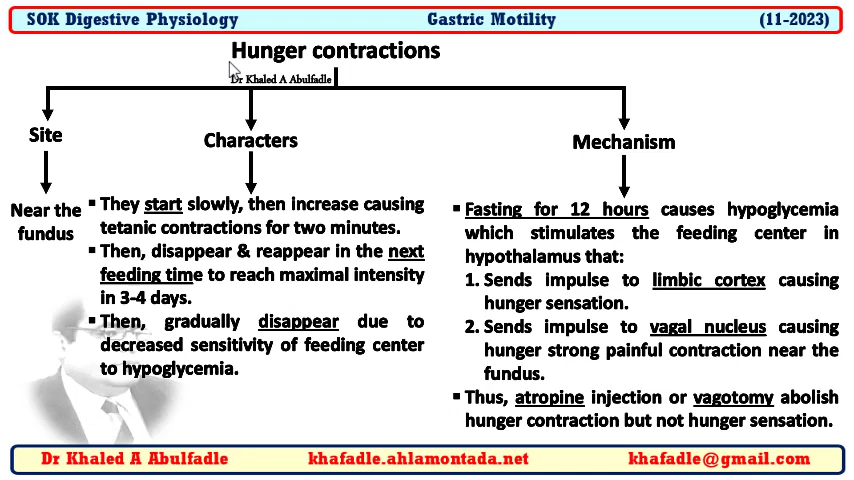 SOK Digestive Physiology Gastric Motility (11-2023)
Hunger contractions
Dr Khaled A Abulfadle
Site
Near the
fundus
Characters
▪ They start slowly, then increase causing
tetanic contractions for two minutes.
▪ Then, disappear & reappear in the next
feeding time to reach maximal intensity
in 3-4 days.
▪ Then, gradually disappear due to
decreased sensitivity of feeding center
to hypoglycemia.
Mechanism
▪ Fasting for 12 hours causes hypoglycemia
which stimulates the feeding center in
hypothalamus that:
1. Sends impulse to limbic cortex causing
hunger sensation.
2. Sends impulse to vagal nucleus causing
hunger strong painful contraction near the
fundus.
▪ Thus, atropine injection or vagotomy abolish
hunger contraction but not hunger sensation.
Dr Khaled A Abulfadle khafadle.ahlamontada.net khafadle@gmail.com